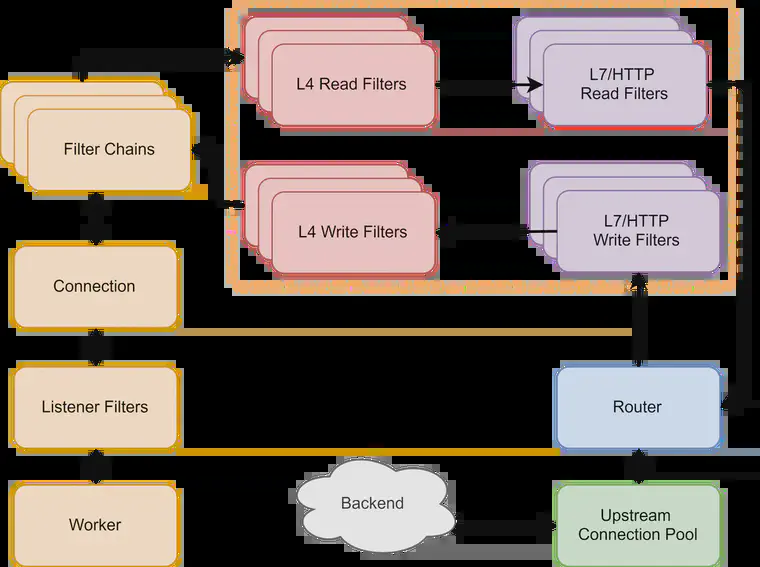 L4 Read Filters
L7/HTTP
Read Filters
Filter Chains
L4 Write Filters
L7/HTTP
Write Filters
Connection
Listener Filters
Router
Worker
Backend
Upstream
Connection Pool